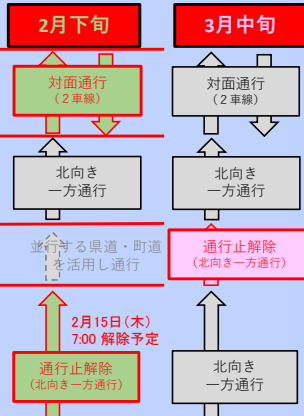 2月下旬
対面通行
(2車線)
北向き
一方通行
並行する県道・町道
を活用し通行
2月15日(木)
7:00 解除予定
通行止解除
(北向き一方通行)
3月中旬
対面通行
(2車線)
北向き
一方通行
通行止解除
(北向き一方通行)
北向き
一方通行